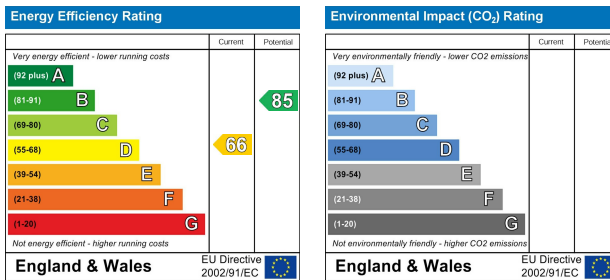 Energy Efficiency Rating
Current Potential
Very energy efficient - lower running costs
(92 plus) A
(81-91) B
85
(69-80) C
(55-68) D
66
(39-54) E
(21-38) F
(1-20) G
Not energy efficient - higher running costs
England & Wales
EU Directive
2002/91/EC
Environmental Impact (CO2) Rating
Current Potential
Very environmentally friendly - lower CO2 emissions
(92 plus) A
(81-91) B
(69-80) C
(55-68) D
(39-54) E
(21-38) F
(1-20) G
Not environmentally friendly - higher CO2 emissions
England & Wales
EU Directive
2002/91/EC